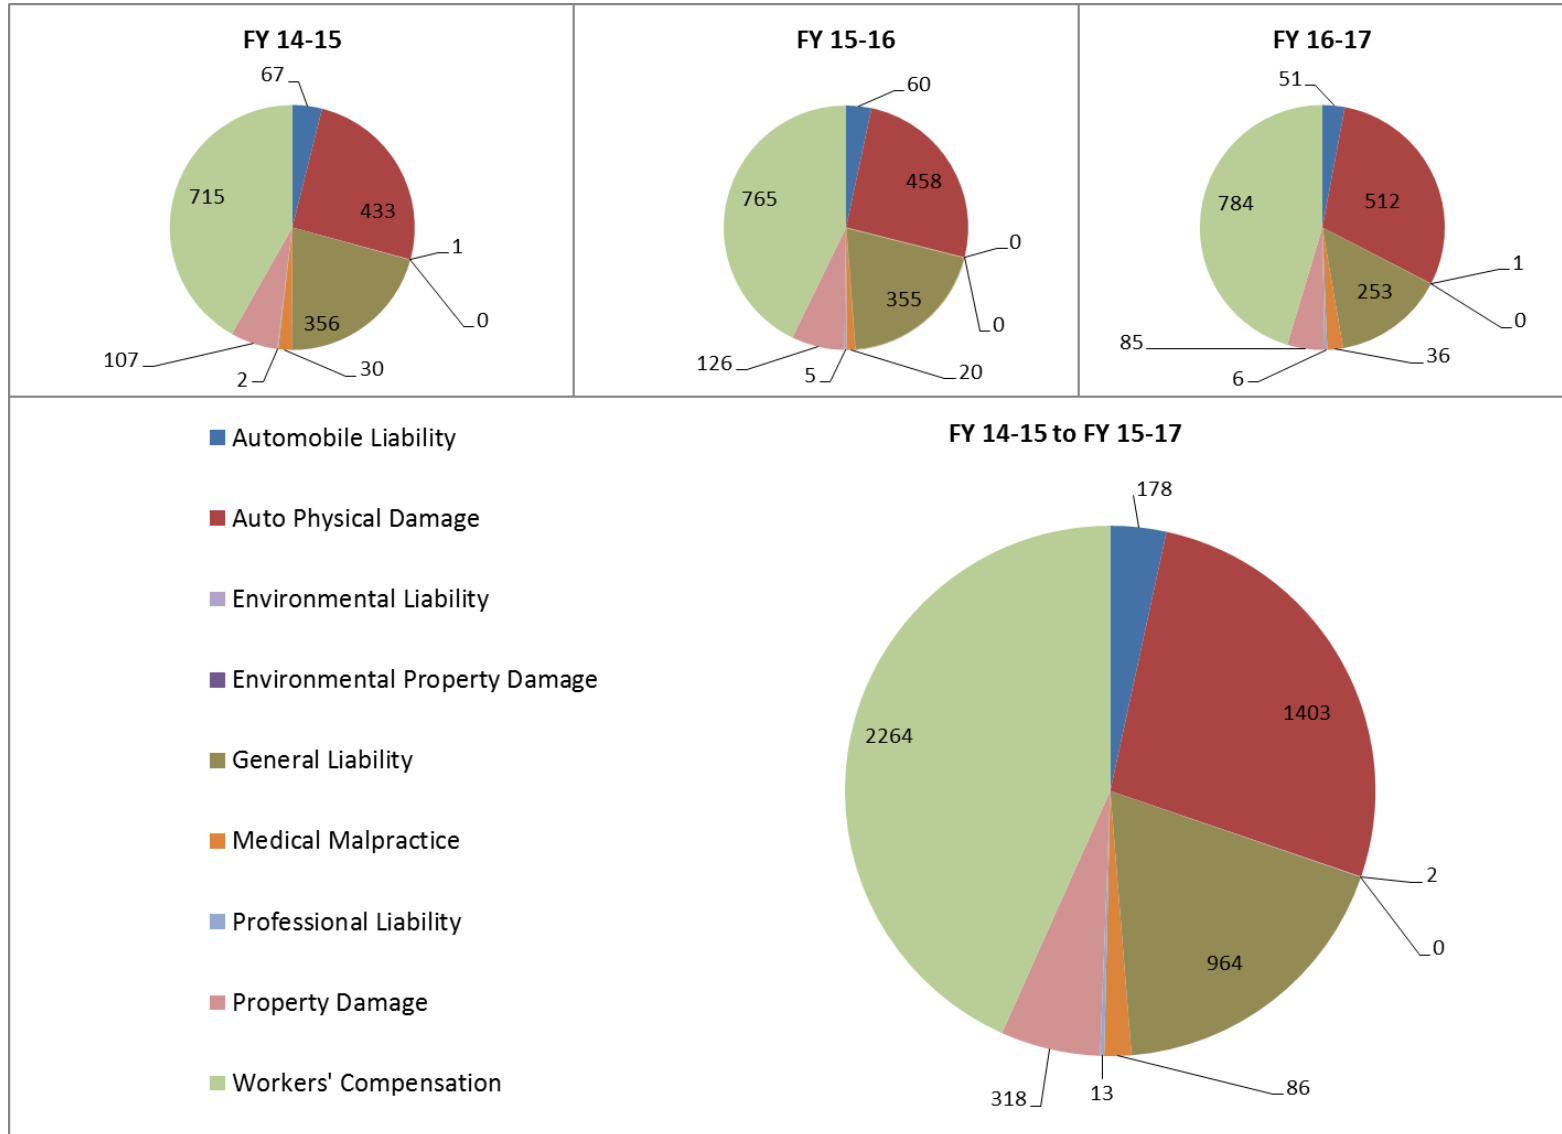 FY 14-15
67
433
1
0
356
30
2
107
715
FY 15-16
60
458
0
0
355
20
5
126
765
FY 16-17
51
512
1
0
253
36
6
85
784
Automobile Liability
Auto Physical Damage
Environmental Liability
Environmental Property Damage
General Liability
Medical Malpractice
Professional Liability
Property Damage
Workers' Compensation
FY 14-15 to FY 15-17
178
1403
2
0
964
86
13
318
2264